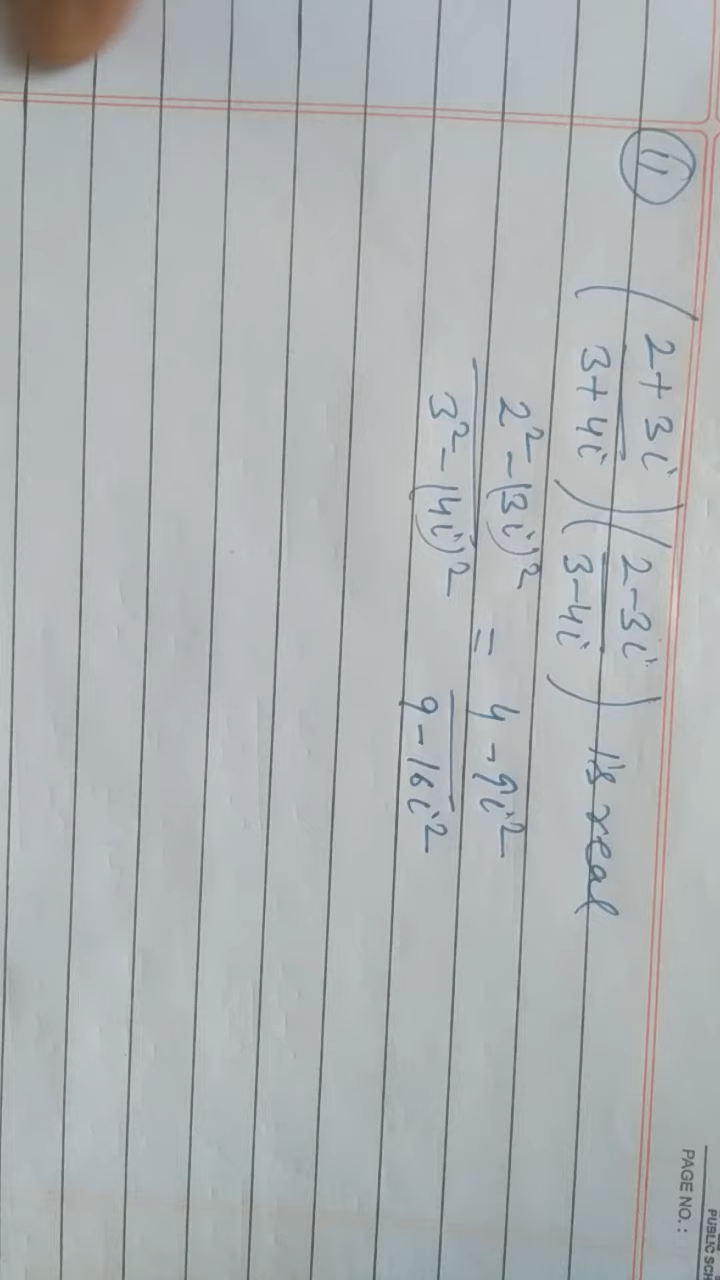 PUBLIC SC
PAGE NO. :
(ii) (2+3i / 3+4i) (2-3i / 3-4i) is real
2² - (3i)² / 3² - (4i)² = 4 - 9i² / 9 - 16i²